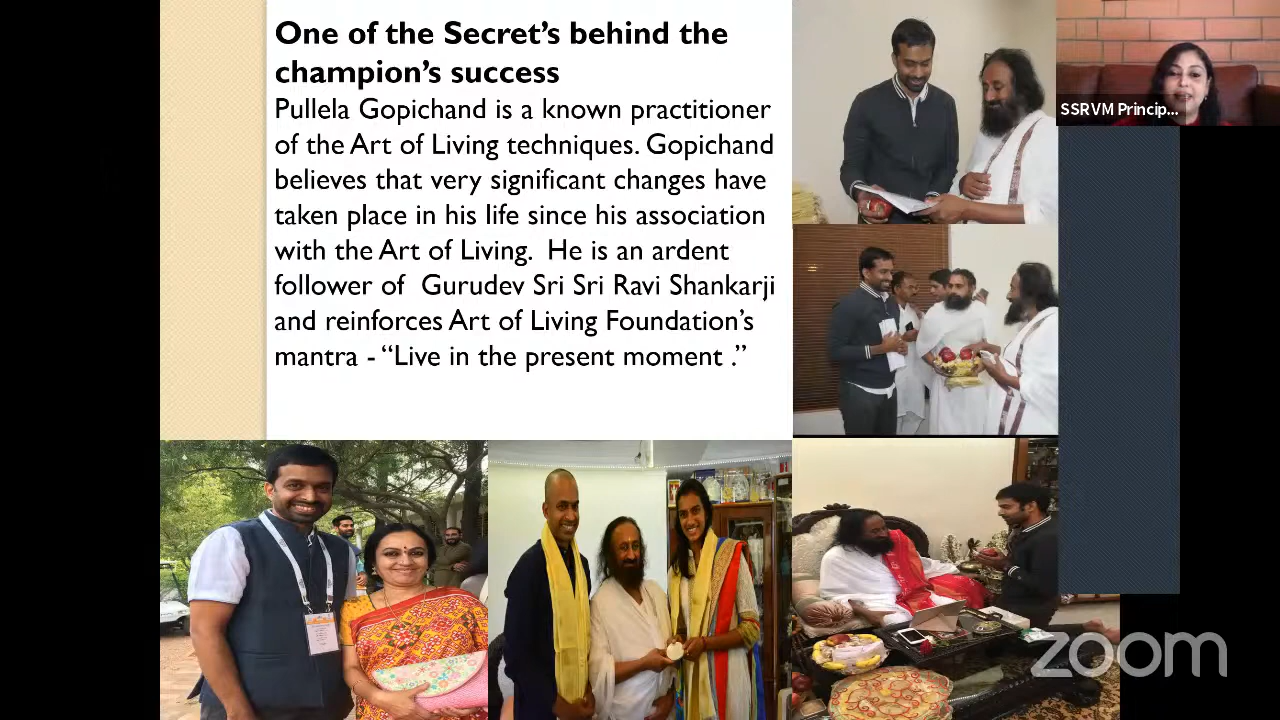 One of the Secret's behind the
champion's success
Pullela Gopichand is a known practitioner
of the Art of Living techniques. Gopichand
believes that very significant changes have
taken place in his life since his association
with the Art of Living.  He is an ardent
follower of  Gurudev Sri Sri Ravi Shankarji
and reinforces Art of Living Foundation's
mantra - “Live in the present moment .”
SSRVM Princip...
zoom